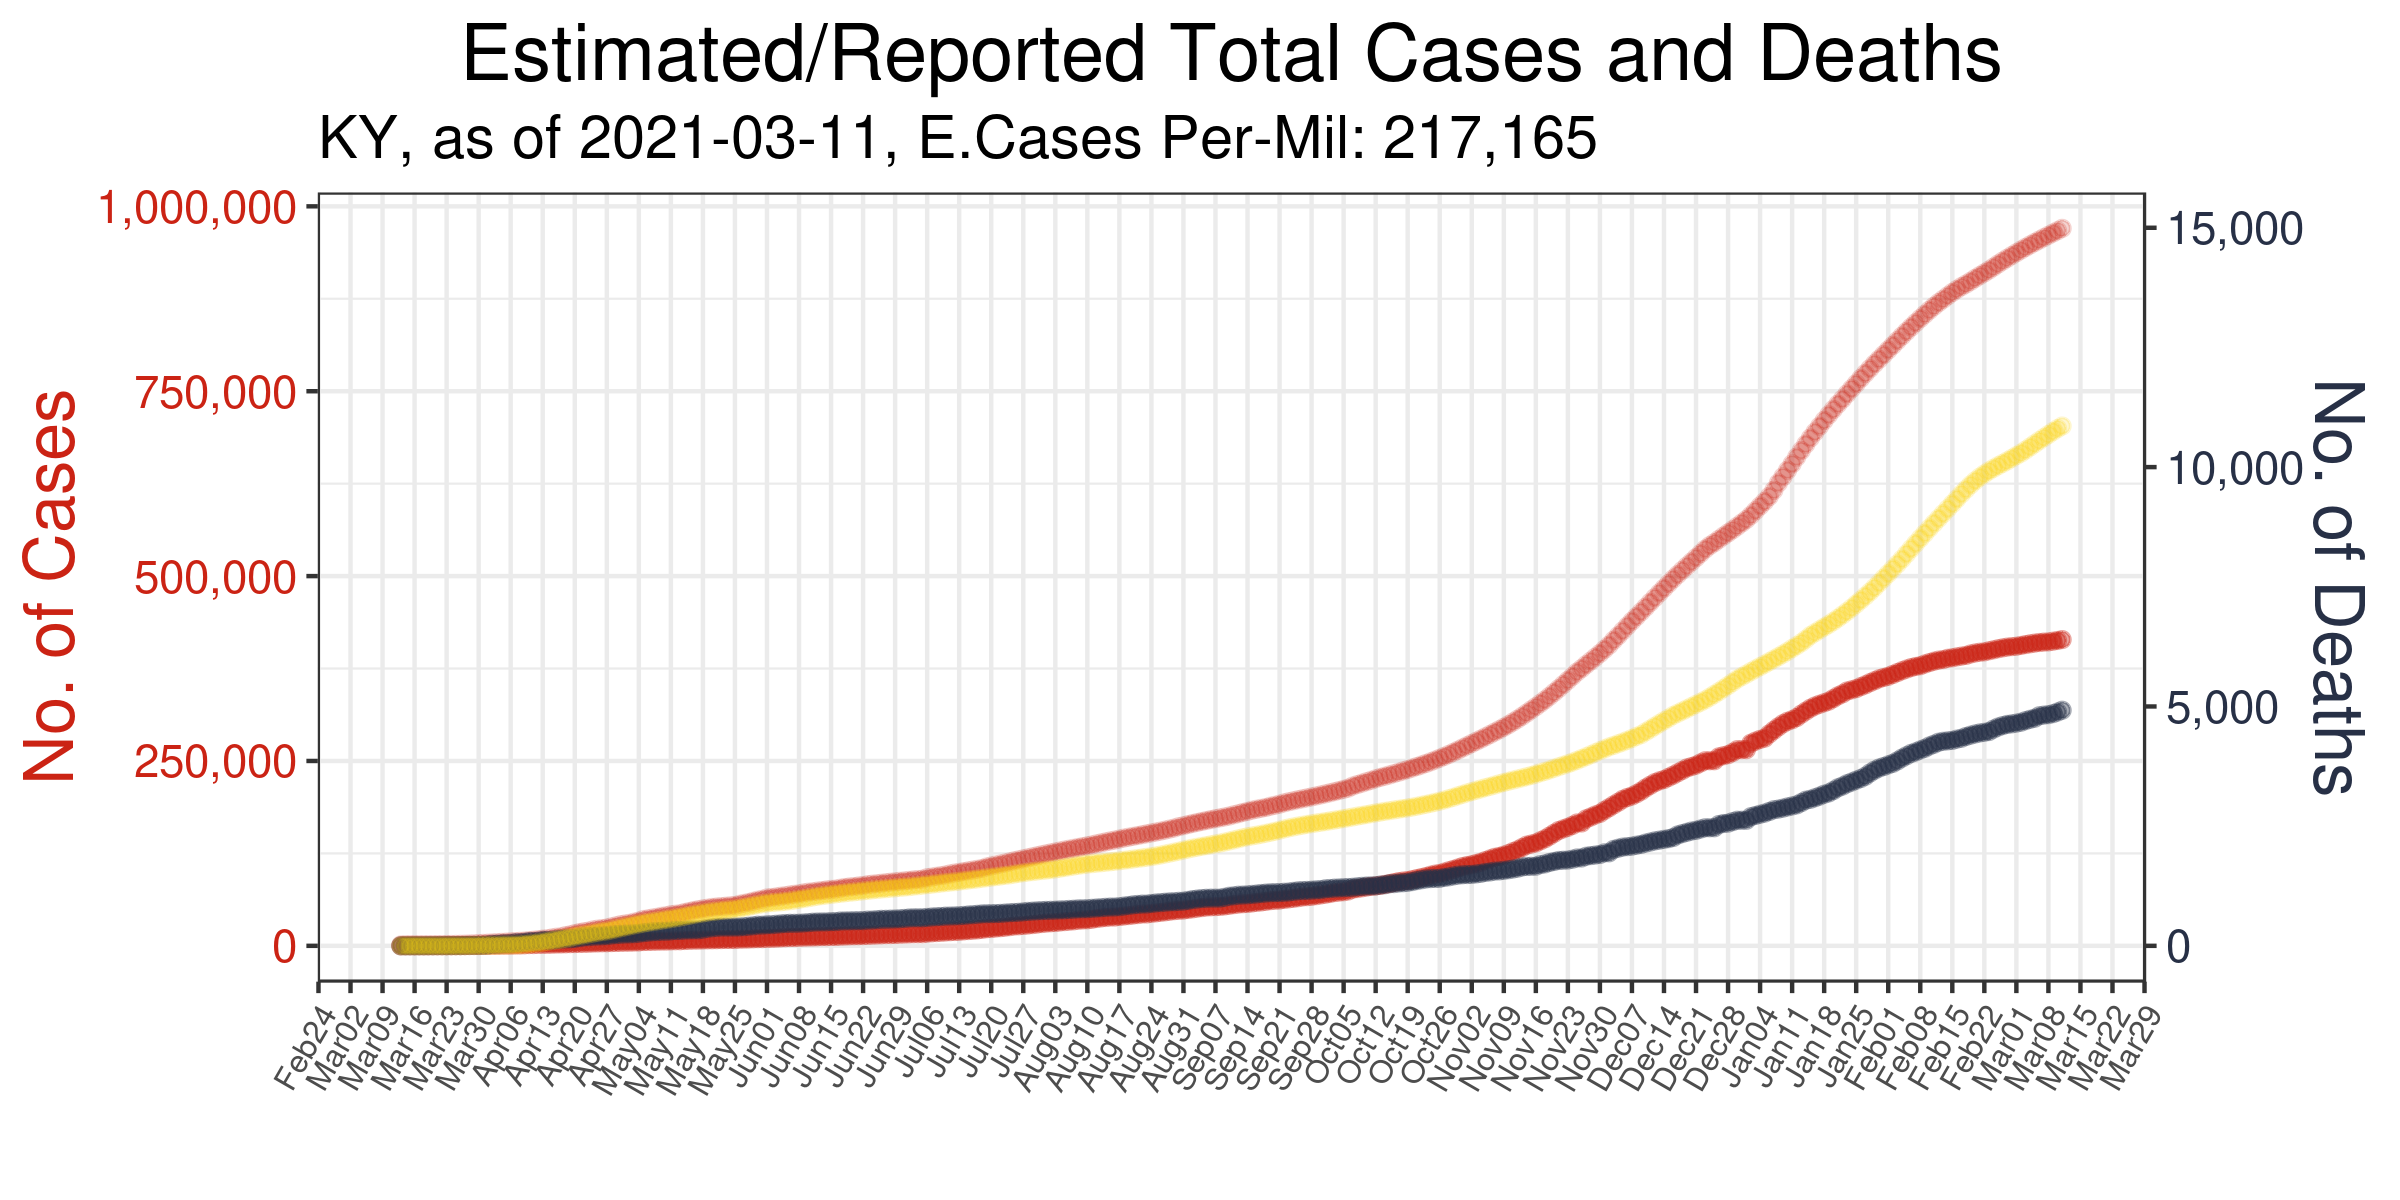 Estimated/Reported Total Cases and Deaths
KY, as of 2021-03-11, E.Cases Per-Mil: 217,165
No. of Cases
1,000,000
750,000
500,000
250,000
0
15,000
10,000
5,000
0
No. of Deaths
Feb24
Mar02
Mar09
Mar16
Mar23
Mar30
Apr06
Apr13
Apr20
Apr27
May04
May11
May18
May25
Jun01
Jun08
Jun15
Jun22
Jun29
Jul06
Jul13
Jul20
Jul27
Aug03
Aug10
Aug17
Aug24
Aug31
Sep07
Sep14
Sep21
Sep28
Oct05
Oct12
Oct19
Oct26
Nov02
Nov09
Nov16
Nov23
Nov30
Dec07
Dec14
Dec21
Dec28
Jan04
Jan11
Jan18
Jan25
Feb01
Feb08
Feb15
Feb22
Mar01
Mar08
Mar15
Mar22
Mar29